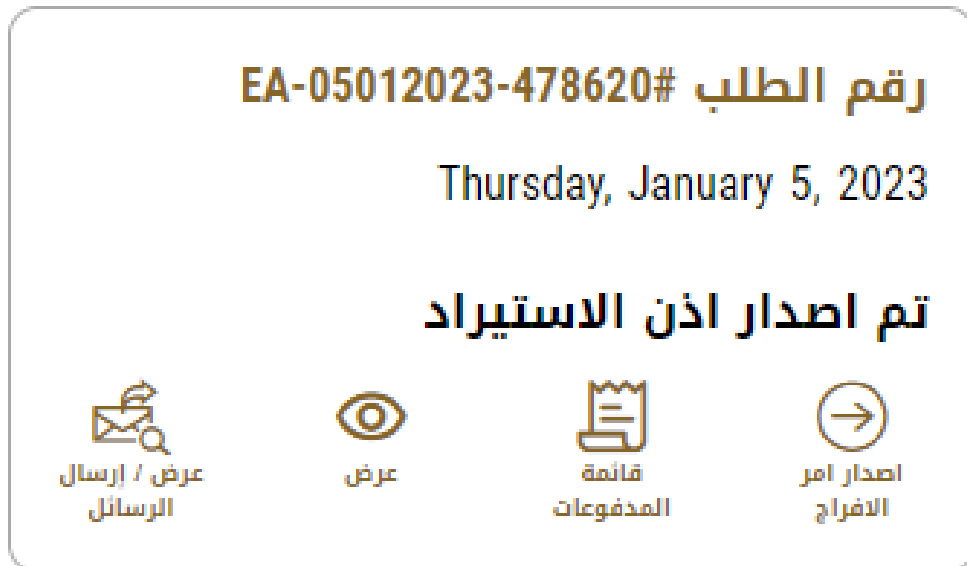 رقم الطلب #EA-05012023-478620
Thursday, January 5, 2023
تم اصدار اذن الاستيراد
اصدار امر
الافراج
قائمة
المدفوعات
عرض
عرض / إرسال
الرسائل